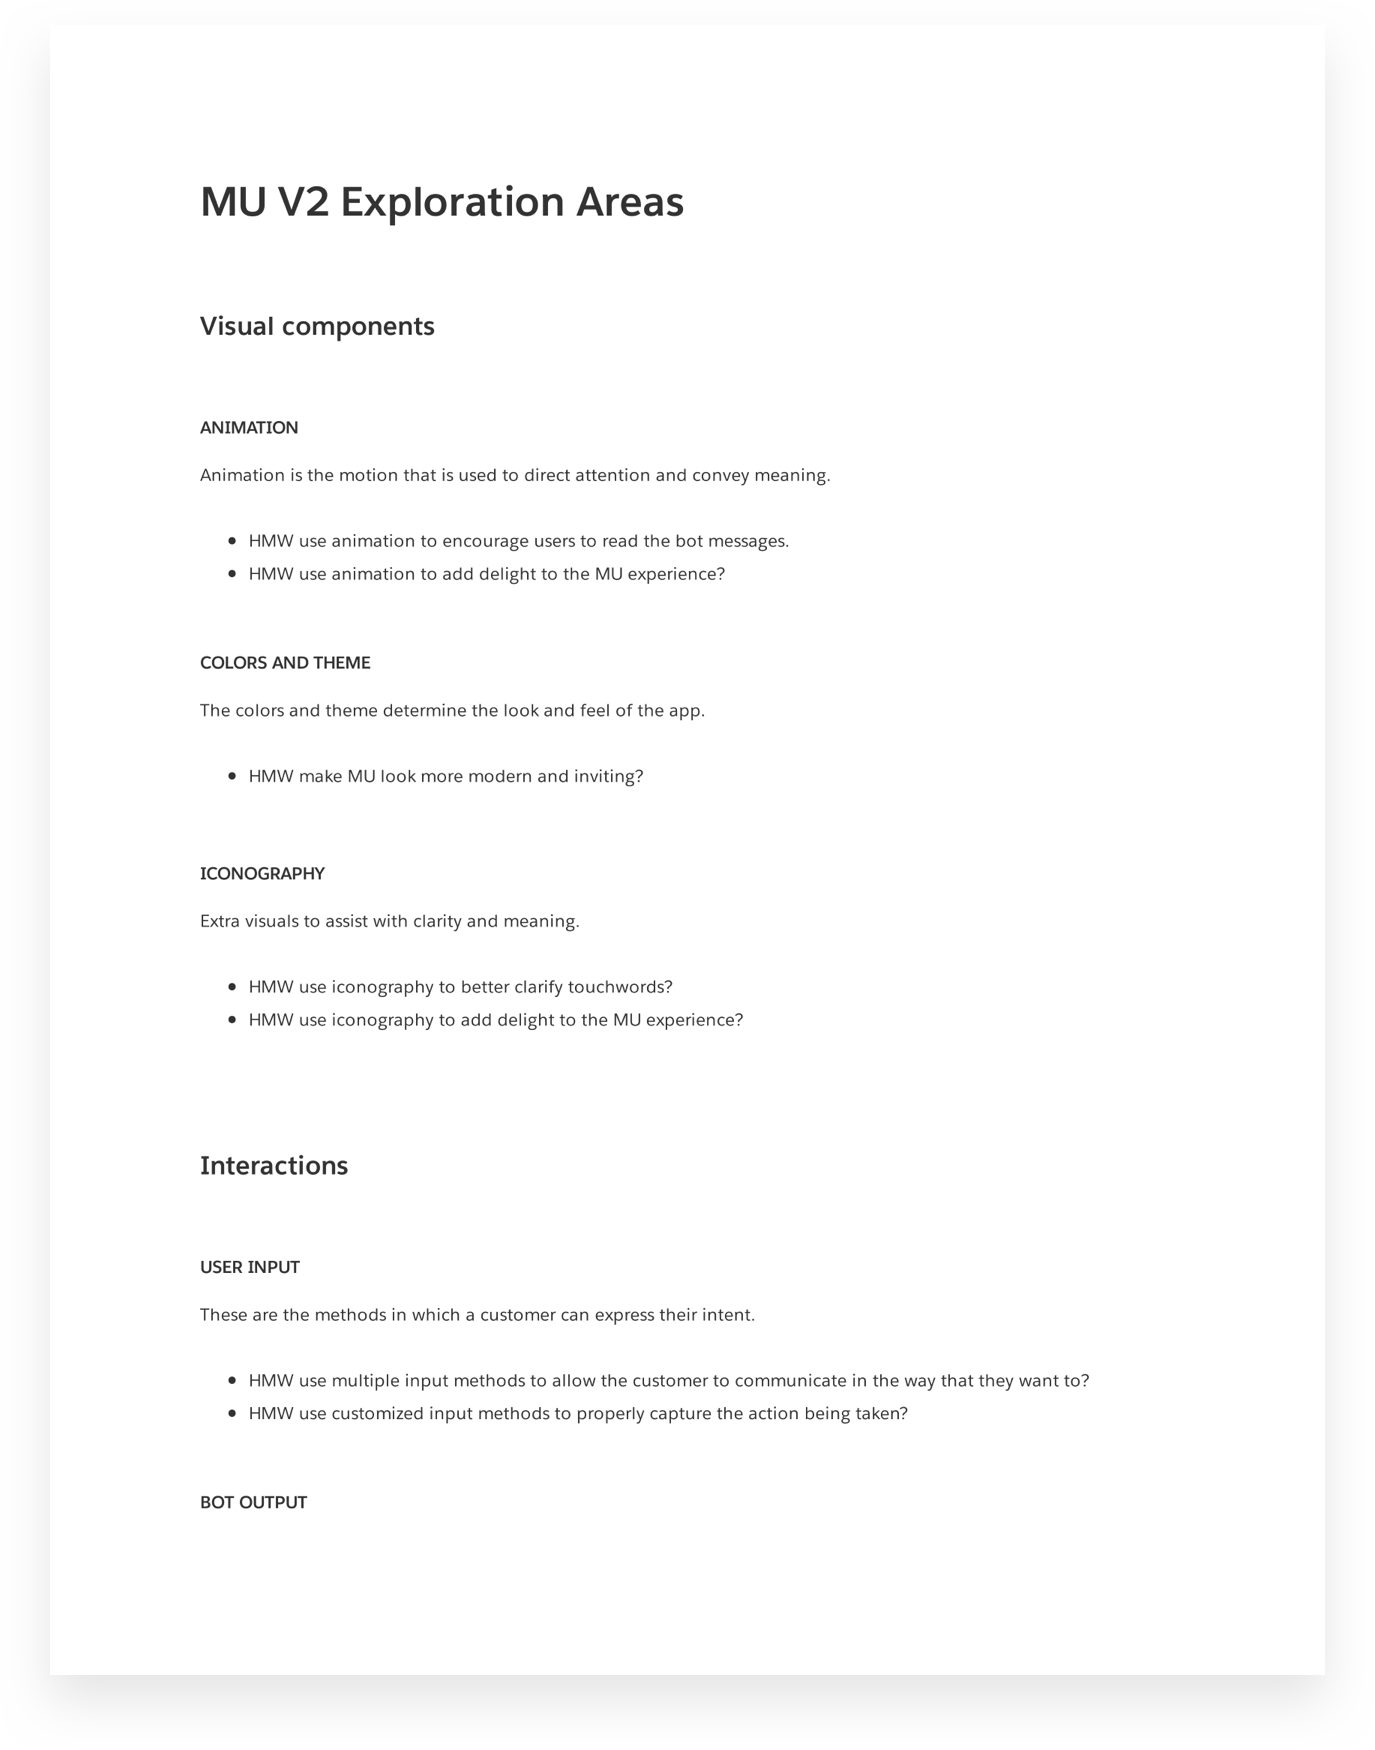 MU V2 Exploration Areas
Visual components
ANIMATION
Animation is the motion that is used to direct attention and convey meaning.
• HMW use animation to encourage users to read the bot messages.
• HMW use animation to add delight to the MU experience?
COLORS AND THEME
The colors and theme determine the look and feel of the app.
• HMW make MU look more modern and inviting?
ICONOGRAPHY
Extra visuals to assist with clarity and meaning.
• HMW use iconography to better clarify touchwords?
• HMW use iconography to add delight to the MU experience?
Interactions
USER INPUT
These are the methods in which a customer can express their intent.
• HMW use multiple input methods to allow the customer to communicate in the way that they want to?
• HMW use customized input methods to properly capture the action being taken?
BOT OUTPUT